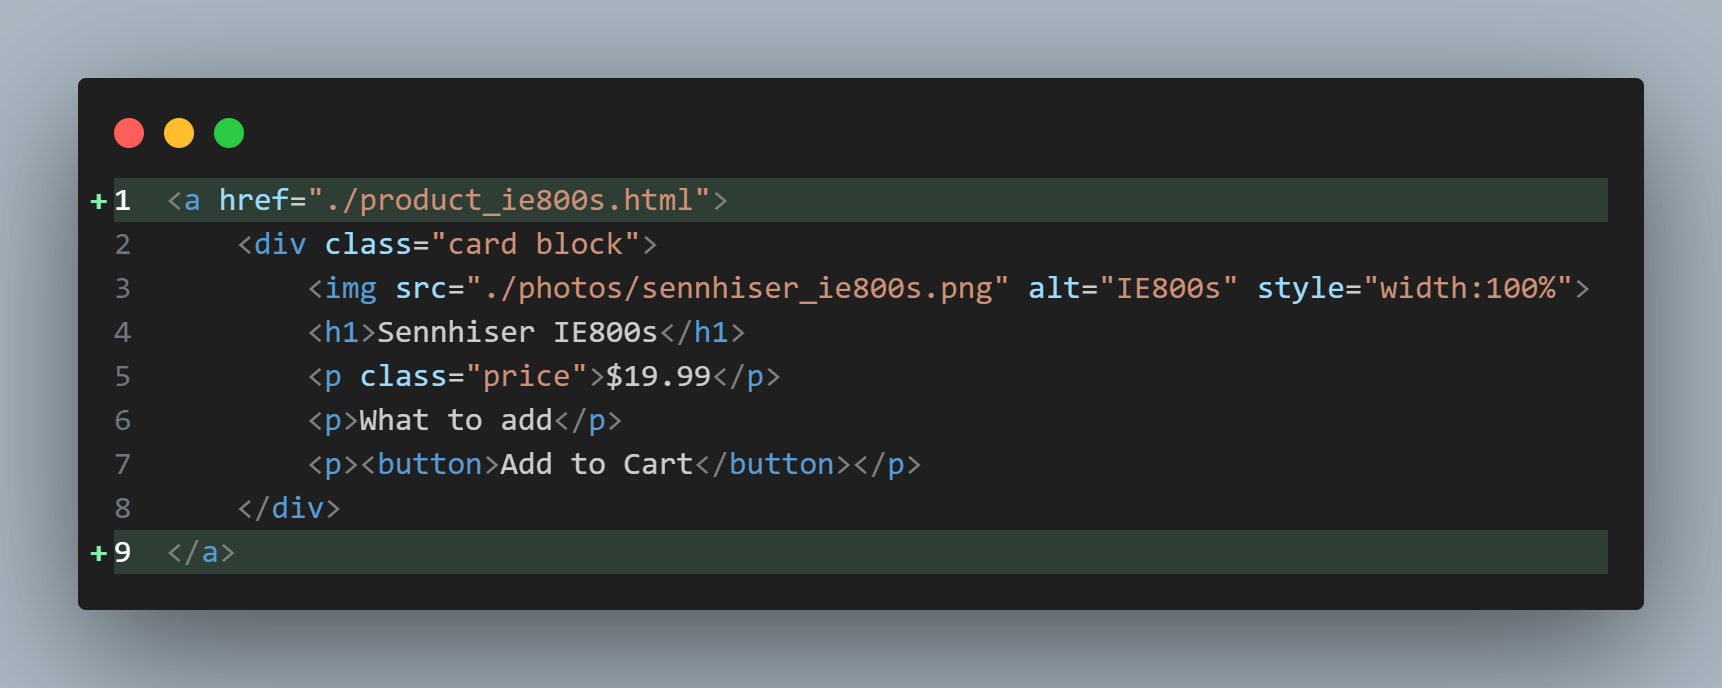 + 1 <a href="./product_ie800s.html">
2 <div class="card block">
3 <img src="./photos/sennhiser_ie800s.png" alt="IE800s" style="width:100%">
4 <h1>Sennhiser IE800s</h1>
5 <p class="price">$19.99</p>
6 <p>What to add</p>
7 <p><button>Add to Cart</button></p>
8 </div>
+ 9 </a>